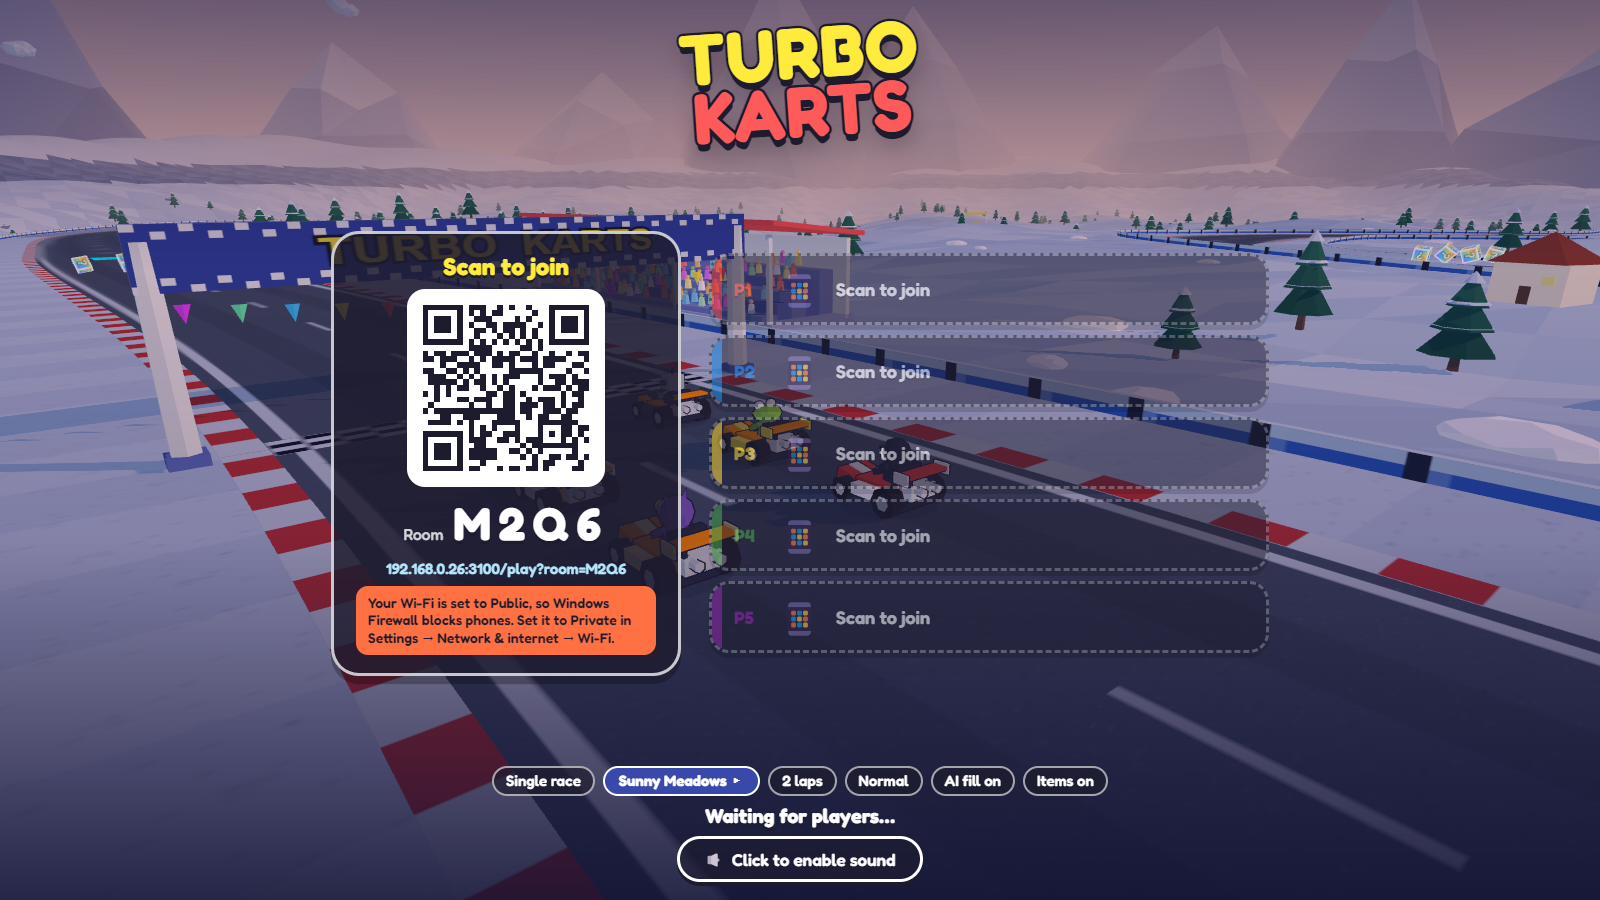 TURBO
KARTS
TURBO KARTS
Scan to join
Room M2Q6
192.168.0.26:3100/play?room=M2Q6
Your Wi-Fi is set to Public, so Windows
Firewall blocks phones. Set it to Private in
Settings → Network & internet → Wi-Fi.
P1 Scan to join
P2 Scan to join
P3 Scan to join
P4 Scan to join
P5 Scan to join
Single race
Sunny Meadows ▸
2 laps
Normal
AI fill on
Items on
Waiting for players...
Click to enable sound